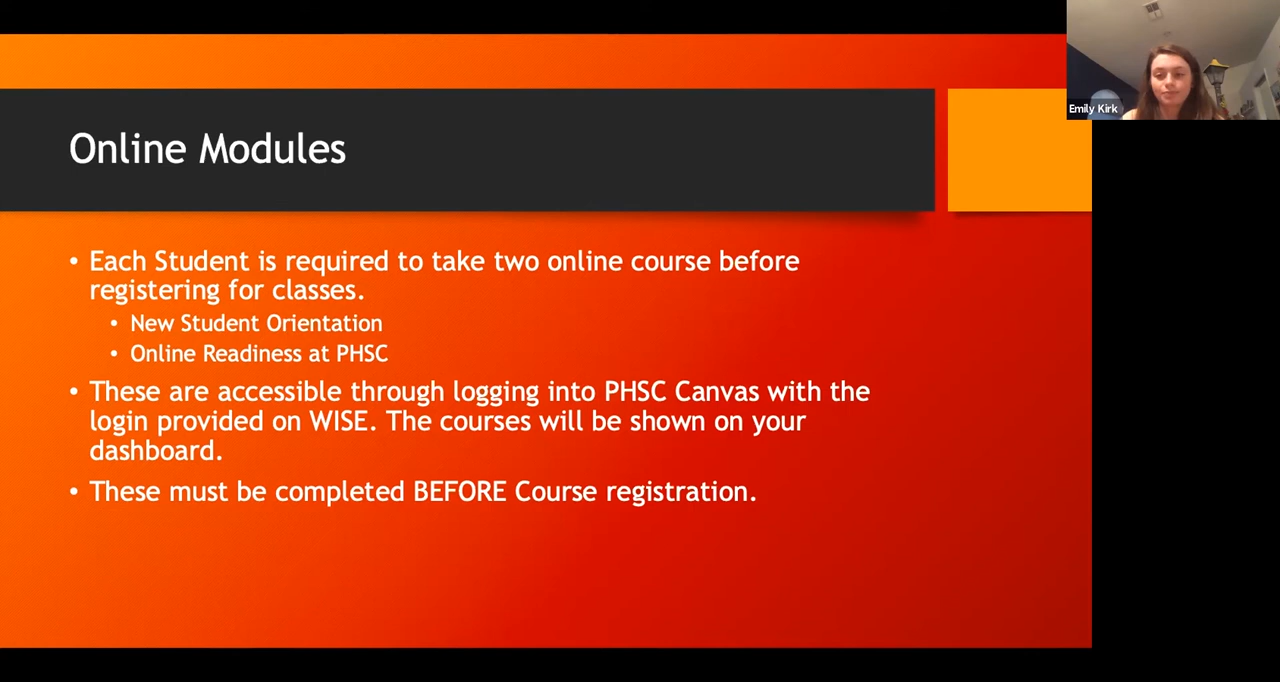 Emily Kirk
Online Modules
• Each Student is required to take two online course before
registering for classes.
• New Student Orientation
• Online Readiness at PHSC
• These are accessible through logging into PHSC Canvas with the
login provided on WISE. The courses will be shown on your
dashboard.
• These must be completed BEFORE Course registration.